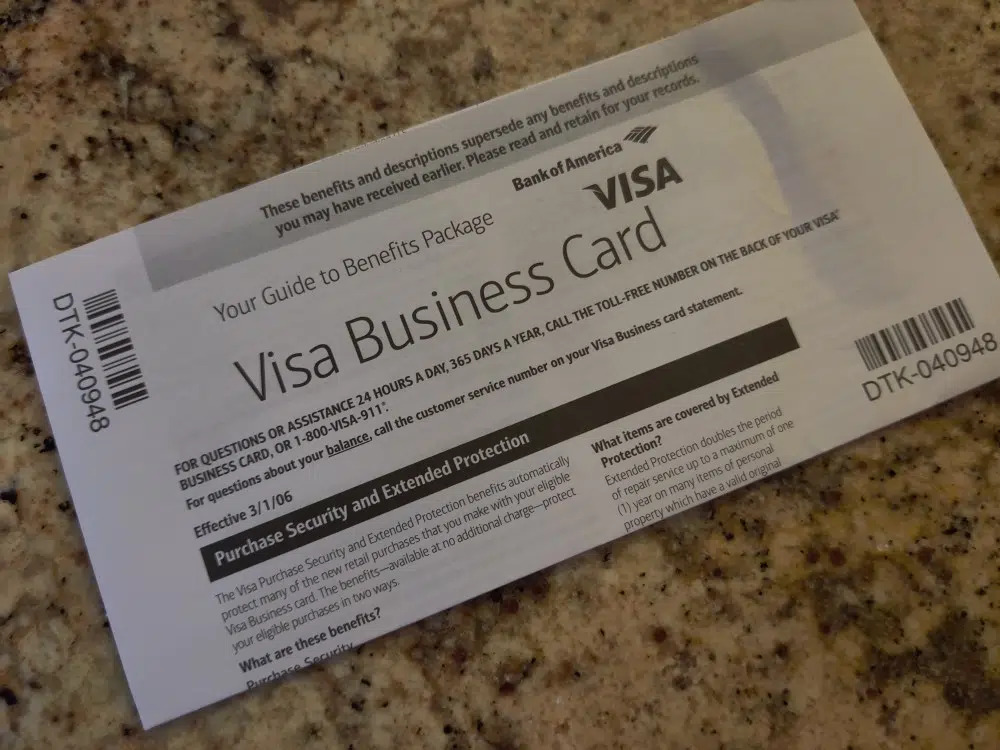 These benefits and descriptions supersede any benefits and descriptions
you may have received earlier. Please read and retain for your records.
Bank of America
VISA
Your Guide to Benefits Package
Visa Business Card
FOR QUESTIONS OR ASSISTANCE 24 HOURS A DAY, 365 DAYS A YEAR, CALL THE TOLL-FREE NUMBER ON THE BACK OF YOUR VISA®
BUSINESS CARD, OR 1-800-VISA-911®.
For questions about your balance, call the customer service number on your Visa Business card statement.
Effective 3/1/06
Purchase Security and Extended Protection
The Visa Purchase Security and Extended Protection benefits automatically
protect many of the new retail purchases that you make with your eligible
Visa Business card. The benefits—available at no additional charge—protect
your eligible purchases in two ways.
What are these benefits?
Purchase Security
What items are covered by Extended
Protection?
Extended Protection doubles the period
of repair service up to a maximum of one
(1) year on many items of personal
property which have a valid original
DTK-040948
DTK-040948